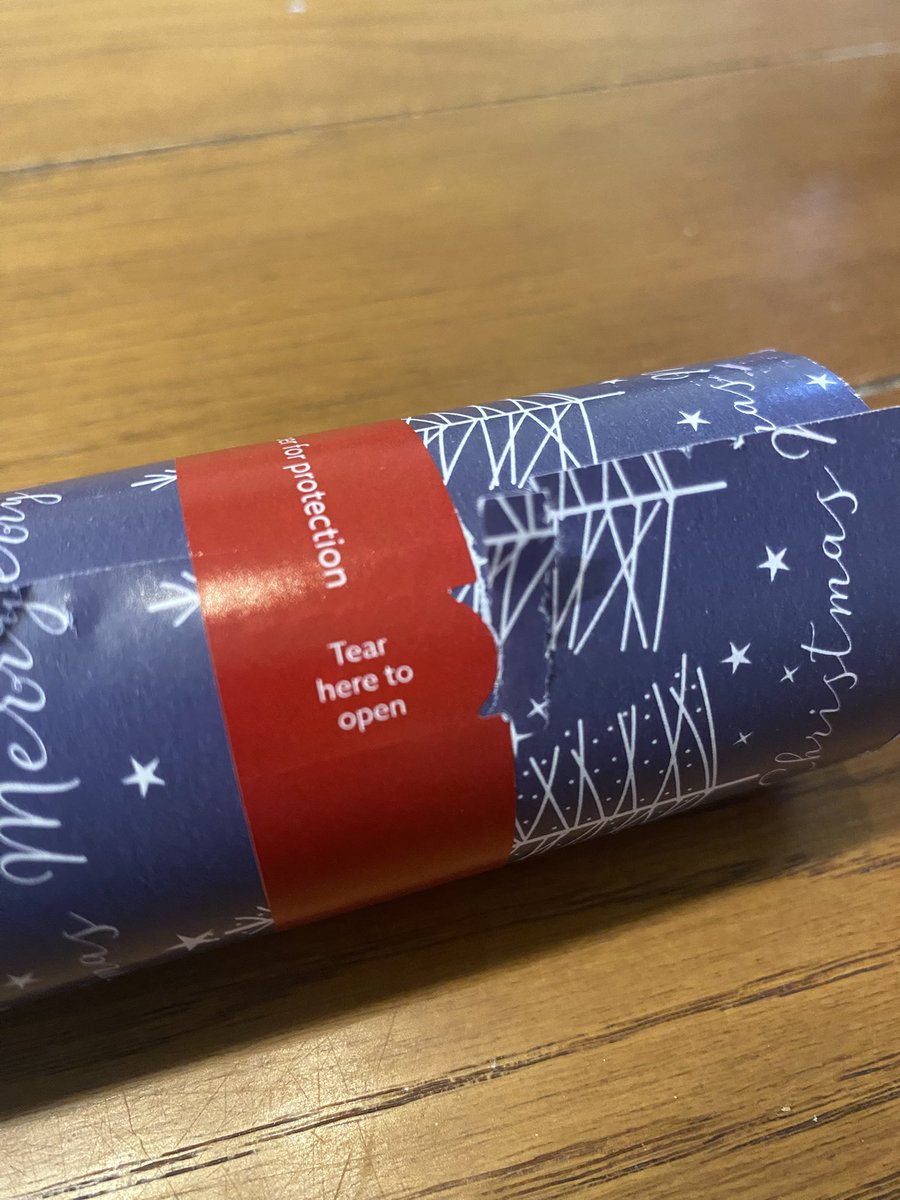 for protection
Tear
here to
open
Merry
Christmas